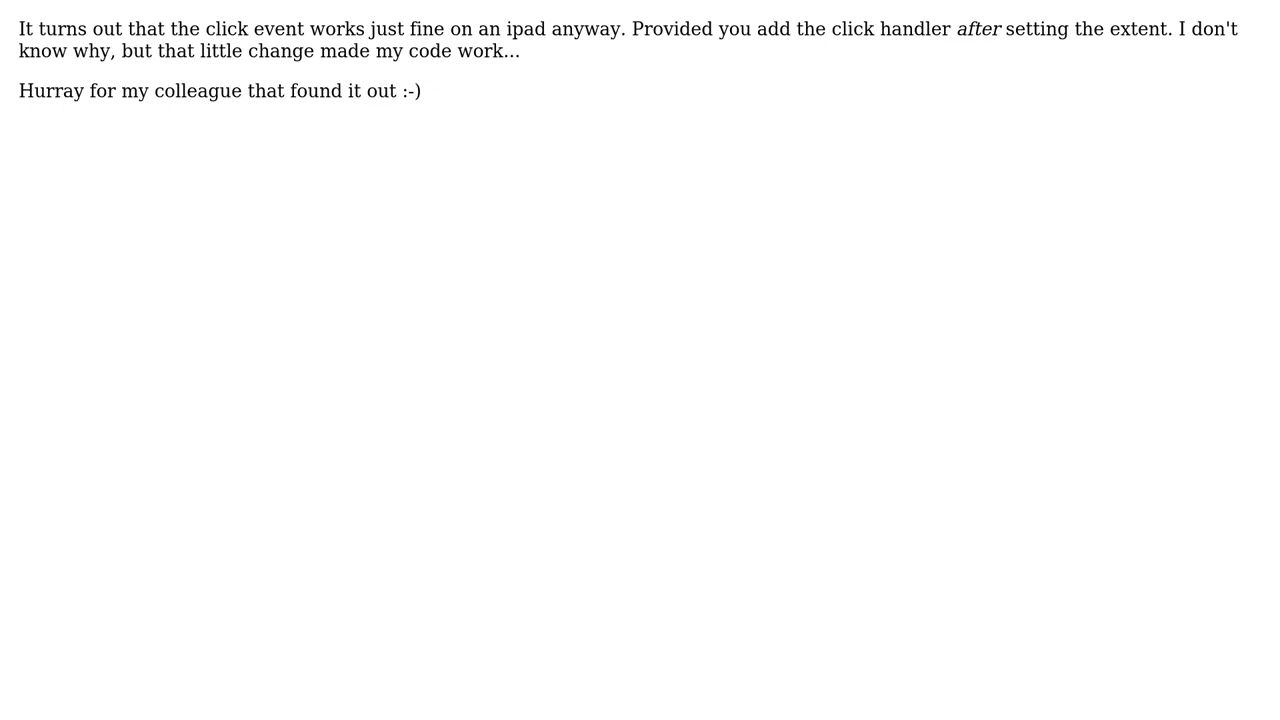 It turns out that the click event works just fine on an ipad anyway. Provided you add the click handler after setting the extent. I don't
know why, but that little change made my code work...
Hurray for my colleague that found it out :-)